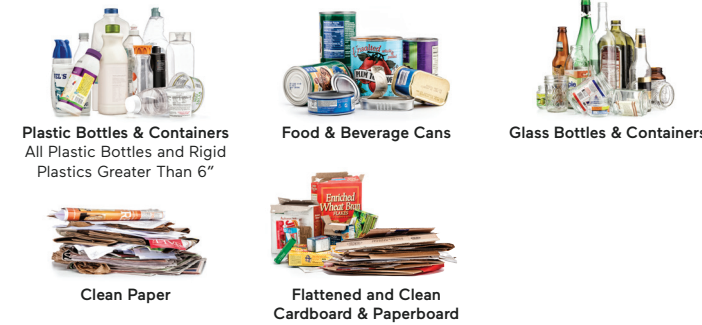 Plastic Bottles & Containers
All Plastic Bottles and Rigid
Plastics Greater Than 6”
Food & Beverage Cans
Glass Bottles & Containers
Clean Paper
Enriched
Wheat Bran
FLAKES
Flattened and Clean
Cardboard & Paperboard